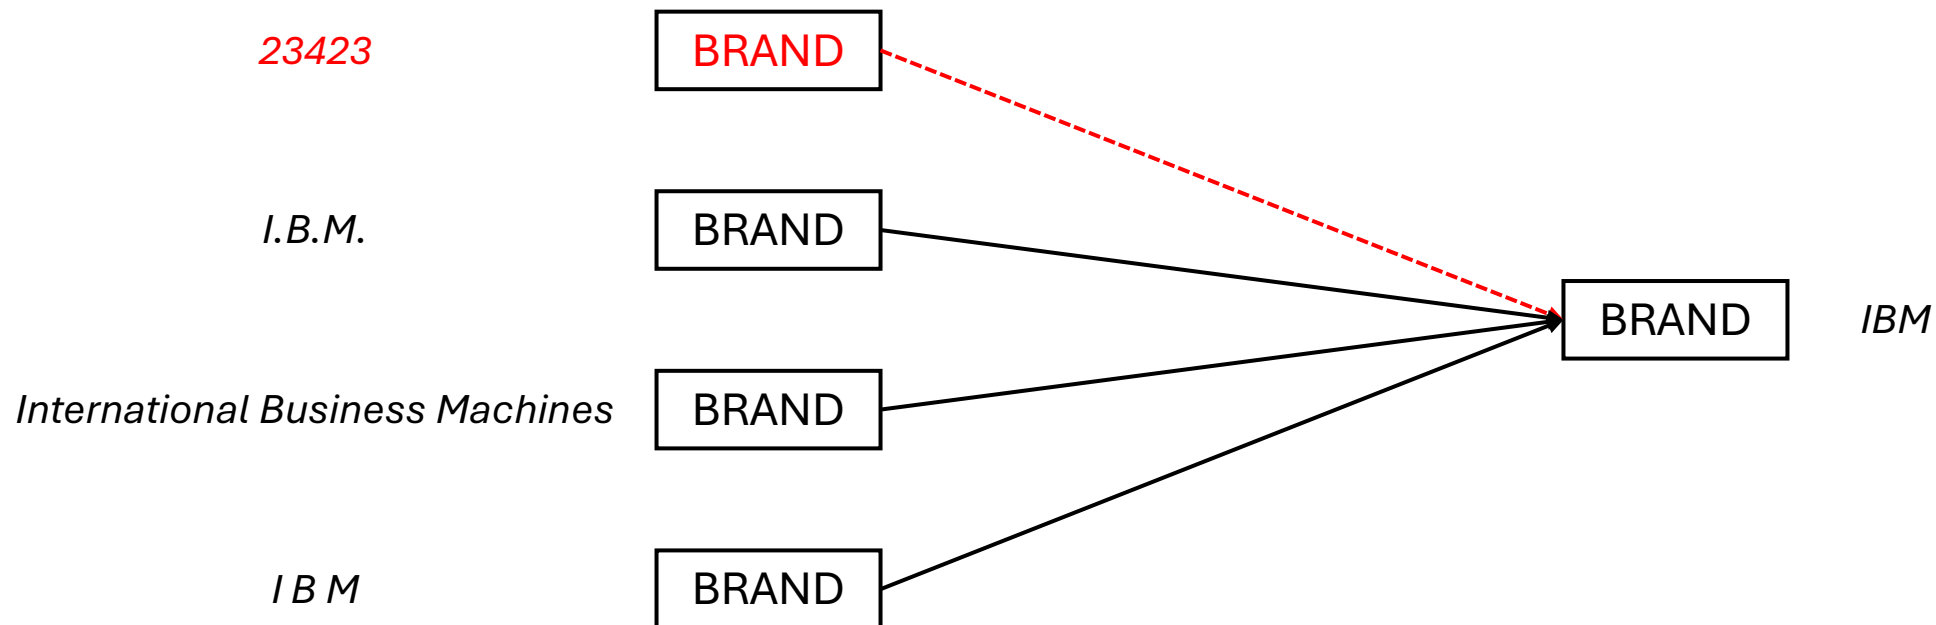 23423 BRAND
I.B.M. BRAND
BRAND IBM
International Business Machines BRAND
I B M BRAND